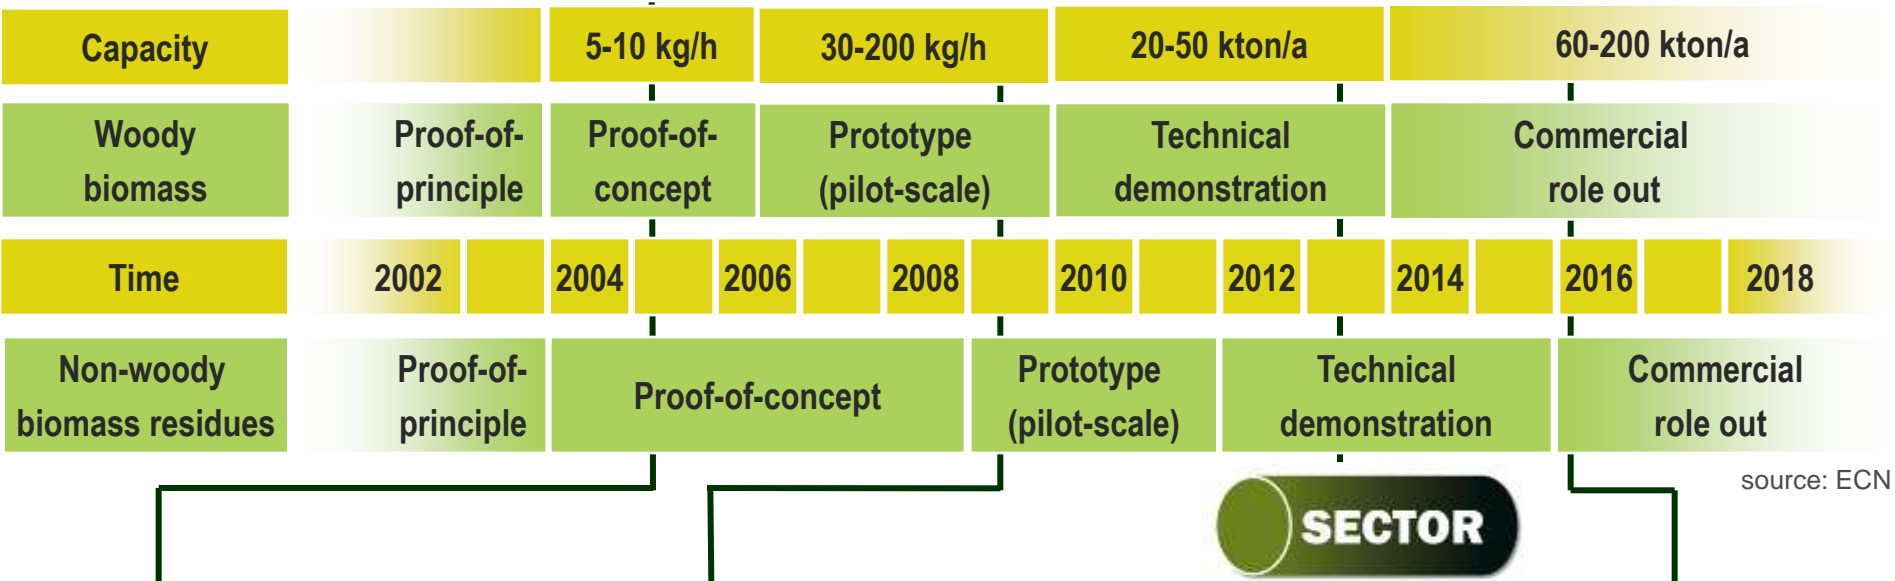 Capacity 5-10 kg/h 30-200 kg/h 20-50 kton/a 60-200 kton/a
Woody Proof-of- Proof-of- Prototype Technical Commercial
biomass principle concept (pilot-scale) demonstration role out
Time 2002 2004 2006 2008 2010 2012 2014 2016 2018
Non-woody Proof-of- Proof-of-concept Prototype Technical Commercial
biomass residues principle (pilot-scale) demonstration role out
source: ECN
SECTOR